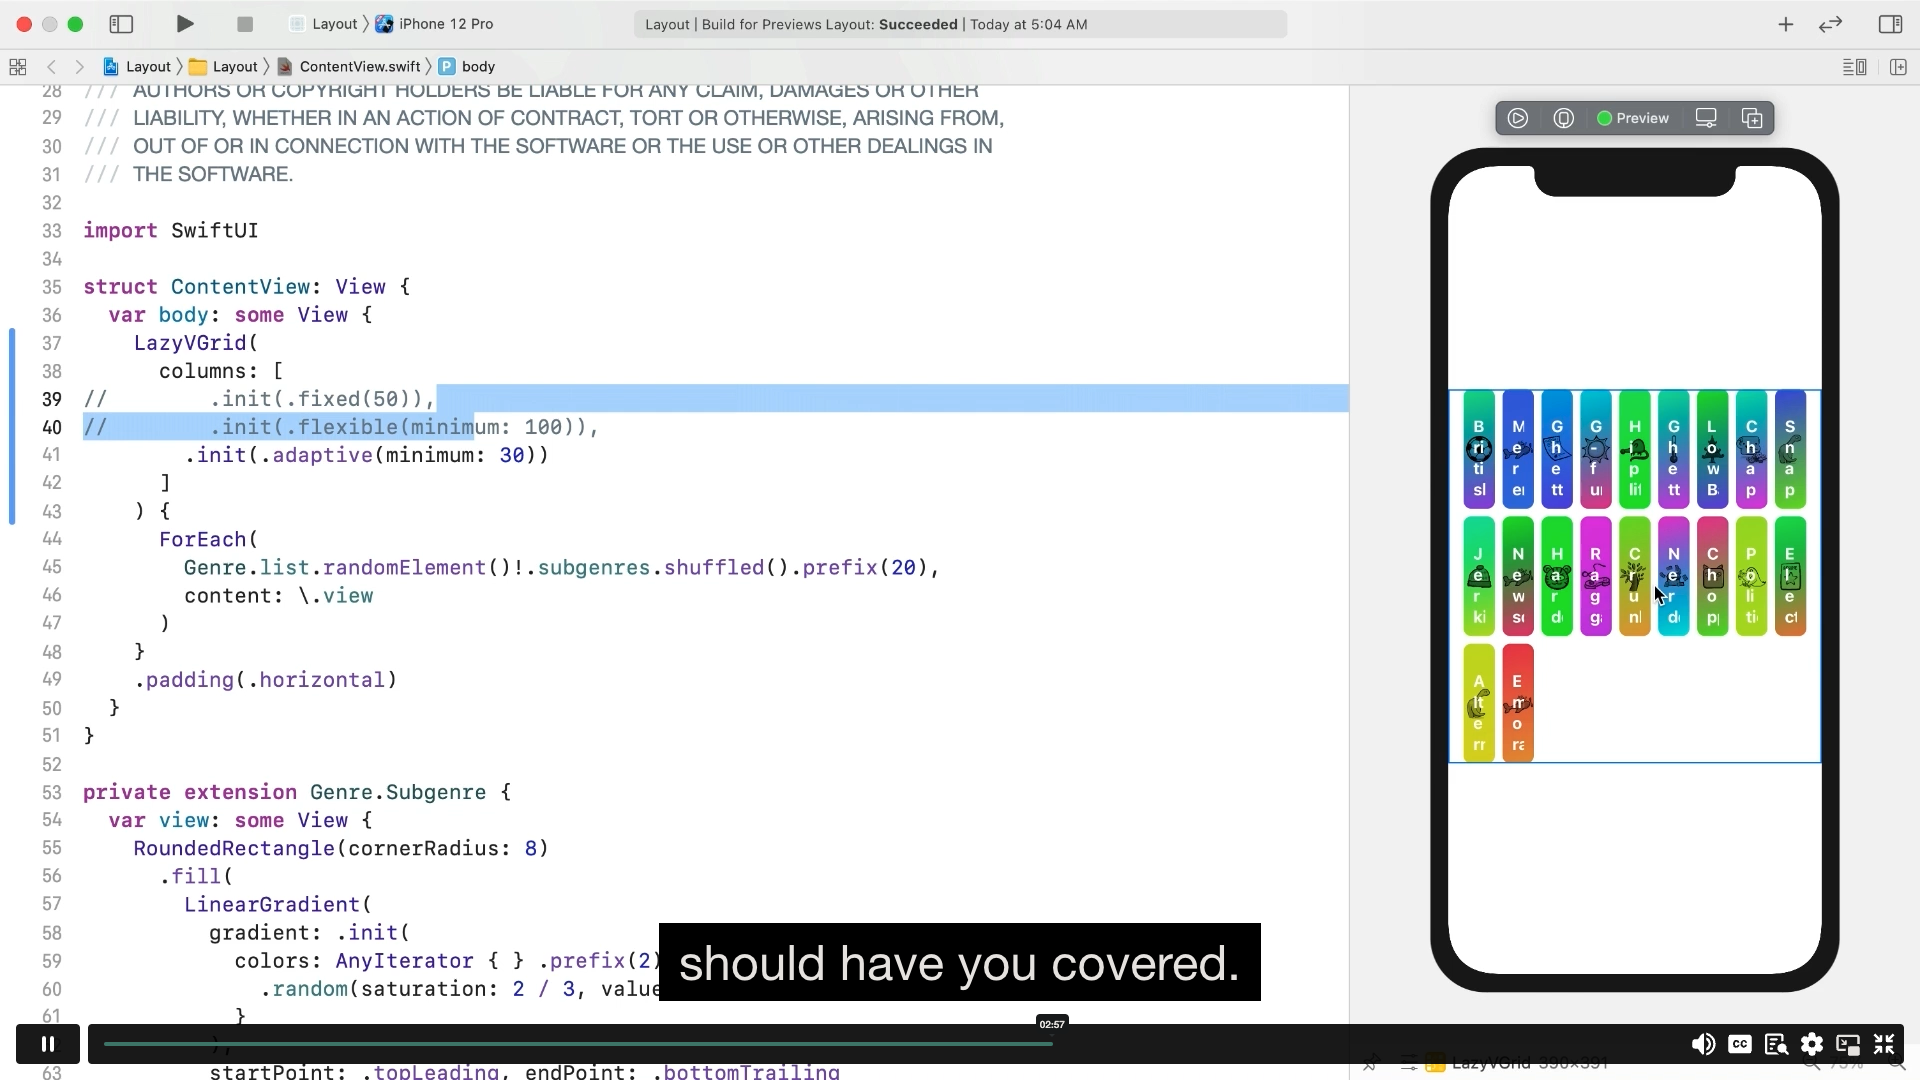 Layout 〉 iPhone 12 Pro
Layout | Build for Previews Layout: Succeeded | Today at 5:04 AM
Layout 〉 Layout 〉 ContentView.swift 〉 P body
28 /// AUTHORS OR COPYRIGHT HOLDERS BE LIABLE FOR ANY CLAIM, DAMAGES OR OTHER
29 /// LIABILITY, WHETHER IN AN ACTION OF CONTRACT, TORT OR OTHERWISE, ARISING FROM,
30 /// OUT OF OR IN CONNECTION WITH THE SOFTWARE OR THE USE OR OTHER DEALINGS IN
31 /// THE SOFTWARE.
32
33 import SwiftUI
34
35 struct ContentView: View {
36 var body: some View {
37 LazyVGrid(
38 columns: [
39 // .init(.fixed(50)),
40 // .init(.flexible(minimum: 100)),
41 .init(.adaptive(minimum: 30))
42 ]
43 ) {
44 ForEach(
45 Genre.list.randomElement()!.subgenres.shuffled().prefix(20),
46 content: \.view
47 )
48 }
49 .padding(.horizontal)
50 }
51 }
52
53 private extension Genre.Subgenre {
54 var view: some View {
55 RoundedRectangle(cornerRadius: 8)
56 .fill(
57 LinearGradient(
58 gradient: .init(
59 colors: AnyIterator { } .prefix(2)
60 .random(saturation: 2 / 3, value
61 }
),
63 startPoint: .topLeading, endPoint: .bottomTrailing
should have you covered.
02:57
CC
Preview
B M G G H G L C S
ri e h - i h o h n
ti r e f p e w a a
J N H R C N C P E
e e a a r e h o l
r w r g u r o li e
A E
lt m
e o
LazyVGrid 390×391
75%